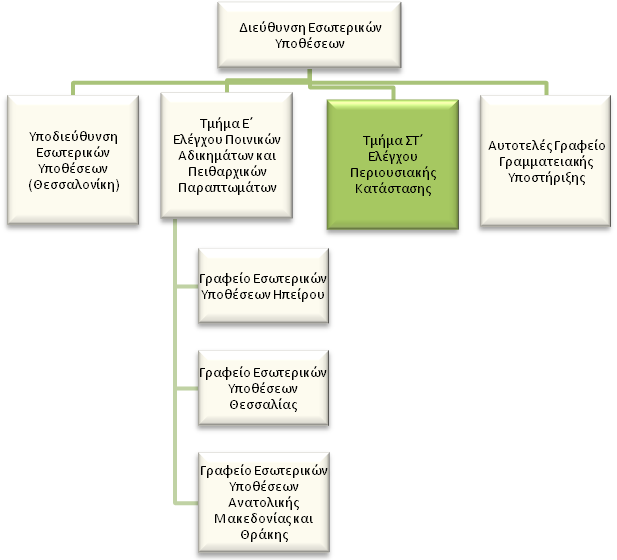 Διεύθυνση Εσωτερικών
Υποθέσεων
Υποδιεύθυνση
Εσωτερικών
Υποθέσεων
(Θεσσαλονίκη)
Τμήμα Ε΄
Ελέγχου Ποινικών
Αδικημάτων και
Πειθαρχικών
Παραπτωμάτων
Τμήμα ΣΤ΄
Ελέγχου
Περιουσιακής
Κατάστασης
Αυτοτελές Γραφείο
Γραμματειακής
Υποστήριξης
Γραφείο Εσωτερικών
Υποθέσεων Ηπείρου
Γραφείο Εσωτερικών
Υποθέσεων
Θεσσαλίας
Γραφείο Εσωτερικών
Υποθέσεων
Ανατολικής
Μακεδονίας και
Θράκης